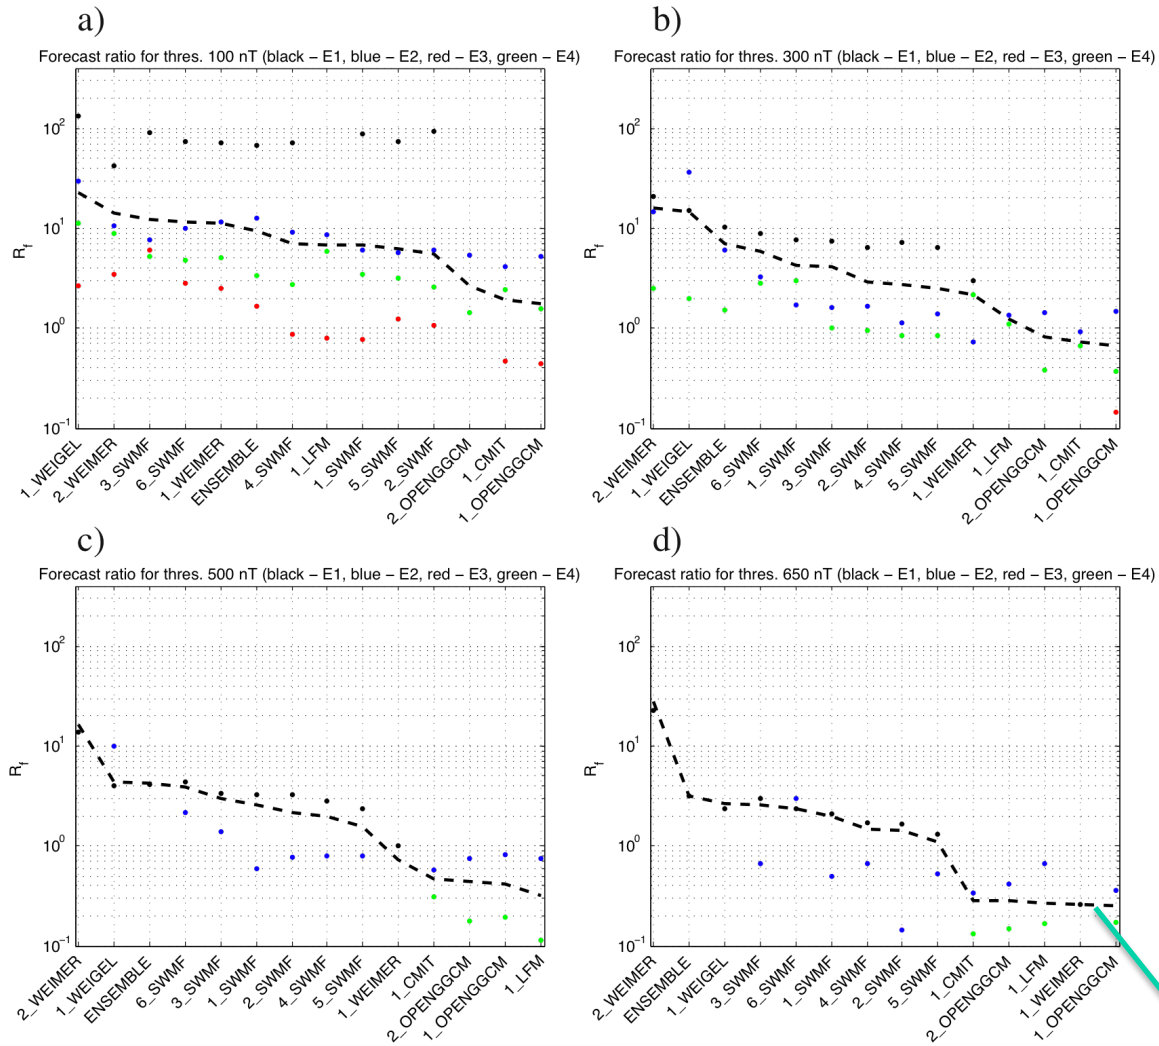 a)
Forecast ratio for thres. 100 nT (black – E1, blue – E2, red – E3, green – E4)
R_f
10^2
10^1
10^0
10^-1
1_WEIGEL
2_WEIMER
3_SWMF
6_SWMF
1_WEIMER
ENSEMBLE
4_SWMF
1_LFM
1_SWMF
5_SWMF
2_SWMF
2_OPENGGCM
1_CMIT
1_OPENGGCM
b)
Forecast ratio for thres. 300 nT (black – E1, blue – E2, red – E3, green – E4)
R_f
10^2
10^1
10^0
10^-1
2_WEIMER
1_WEIGEL
ENSEMBLE
6_SWMF
1_SWMF
3_SWMF
2_SWMF
4_SWMF
5_SWMF
1_WEIMER
1_LFM
2_OPENGGCM
1_CMIT
1_OPENGGCM
c)
Forecast ratio for thres. 500 nT (black – E1, blue – E2, red – E3, green – E4)
R_f
10^2
10^1
10^0
10^-1
2_WEIMER
1_WEIGEL
ENSEMBLE
6_SWMF
3_SWMF
1_SWMF
2_SWMF
4_SWMF
5_SWMF
1_WEIMER
1_CMIT
2_OPENGGCM
1_OPENGGCM
1_LFM
d)
Forecast ratio for thres. 650 nT (black – E1, blue – E2, red – E3, green – E4)
R_f
10^2
10^1
10^0
10^-1
2_WEIMER
ENSEMBLE
1_WEIGEL
3_SWMF
6_SWMF
1_SWMF
4_SWMF
2_SWMF
5_SWMF
1_CMIT
2_OPENGGCM
1_LFM
1_WEIMER
1_OPENGGCM